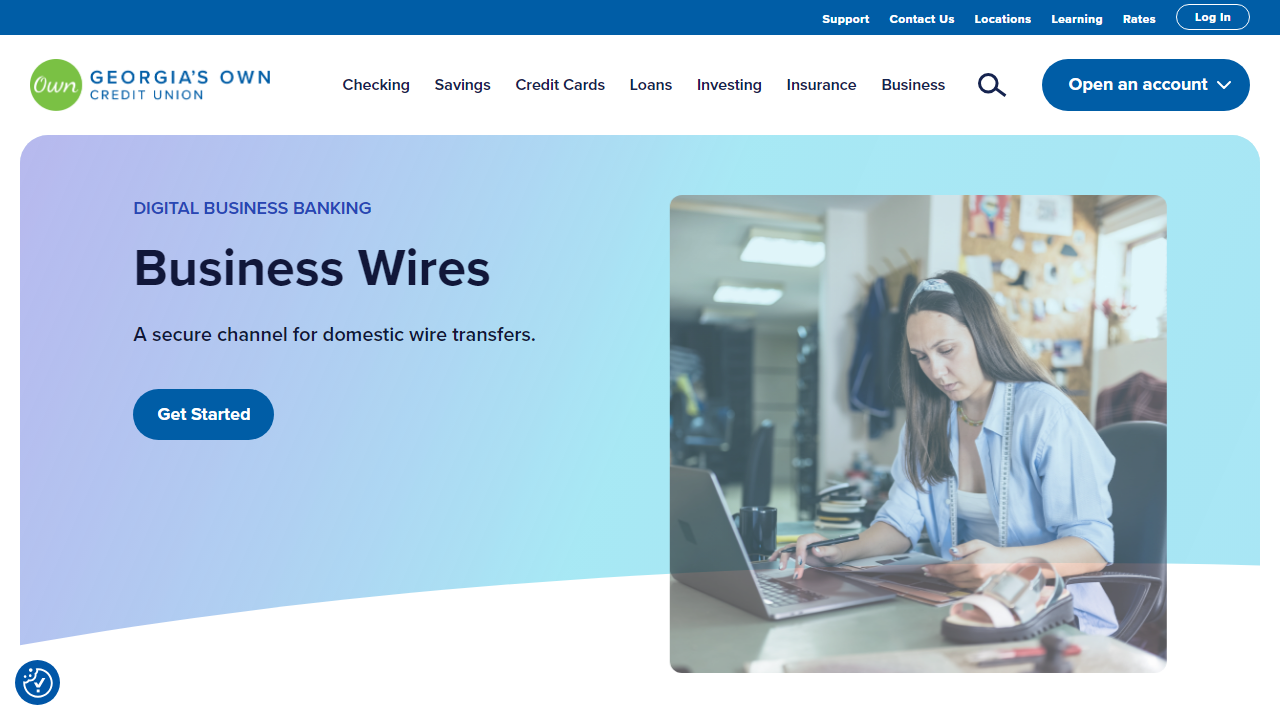 Support Contact Us Locations Learning Rates Log In
Own GEORGIA'S OWN
CREDIT UNION
Checking Savings Credit Cards Loans Investing Insurance Business
Open an account
DIGITAL BUSINESS BANKING
Business Wires
A secure channel for domestic wire transfers.
Get Started